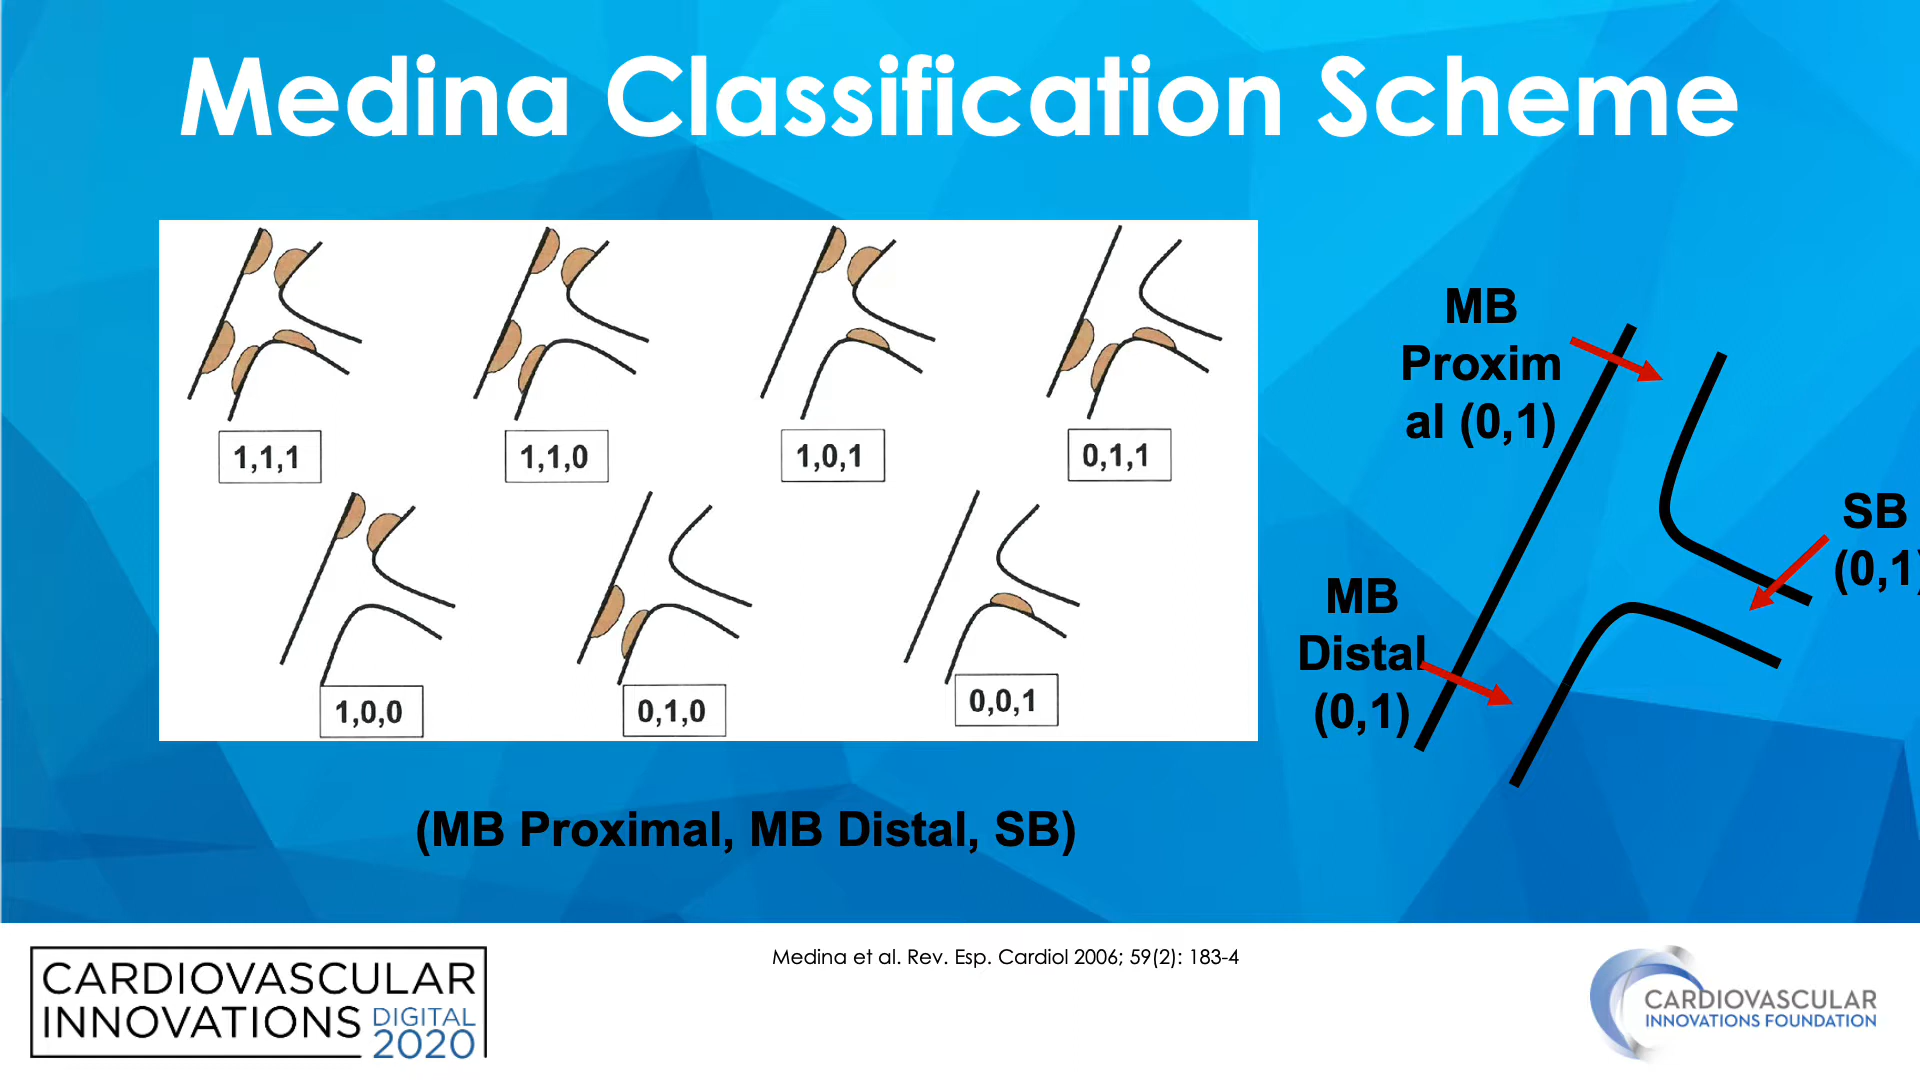 Medina Classification Scheme
1,1,1
1,1,0
1,0,1
0,1,1
1,0,0
0,1,0
0,0,1
MB
Proxim
al (0,1)
SB
(0,1)
MB
Distal
(0,1)
(MB Proximal, MB Distal, SB)
Medina et al. Rev. Esp. Cardiol 2006; 59(2): 183-4
CARDIOVASCULAR
INNOVATIONS DIGITAL
2020
CARDIOVASCULAR
INNOVATIONS FOUNDATION